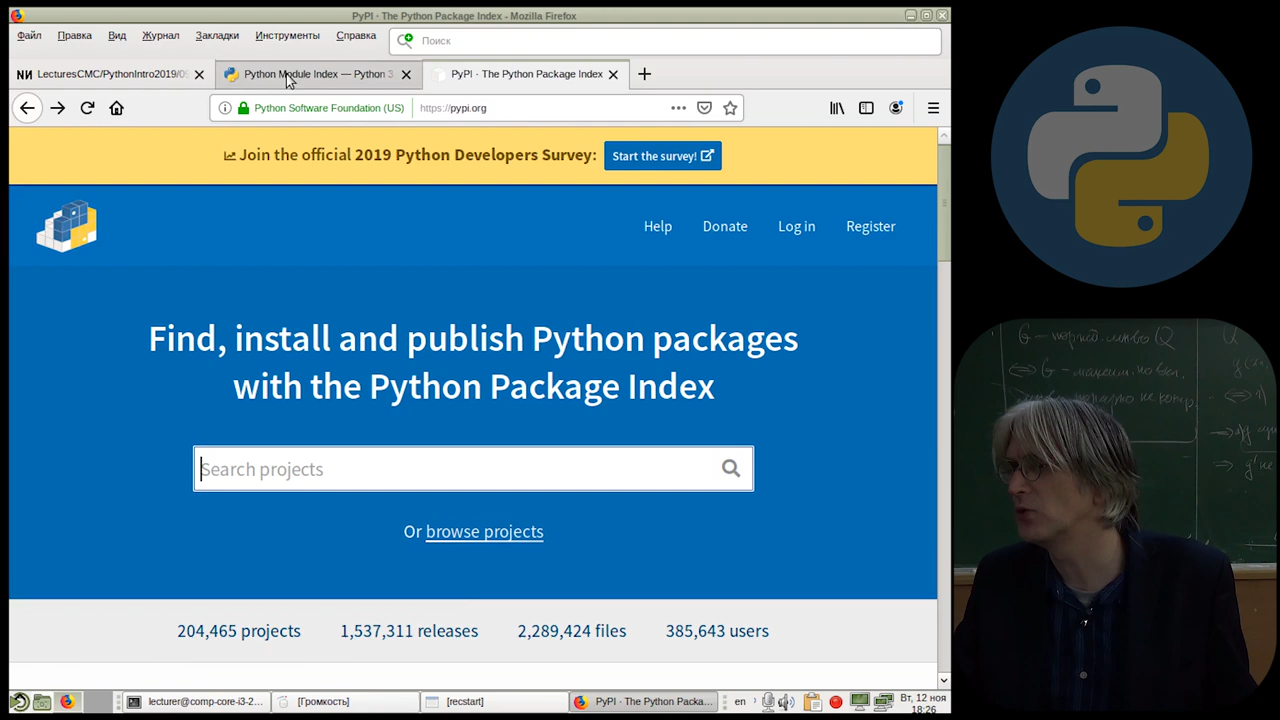 PyPI · The Python Package Index - Mozilla Firefox
Файл Правка Вид Журнал Закладки Инструменты Справка
Поиск
LecturesCMC/PythonIntro2019/0
Python Module Index — Python 3
PyPI · The Python Package Index
Python Software Foundation (US)
https://pypi.org
Join the official 2019 Python Developers Survey:
Start the survey!
Help Donate Log in Register
Find, install and publish Python packages
with the Python Package Index
Search projects
Or browse projects
204,465 projects 1,537,311 releases 2,289,424 files 385,643 users
lecturer@comp-core-i3-2...
[Громкость]
[recstart]
PyPI - The Python Packa...
en
Вт, 12 ноя
18:26